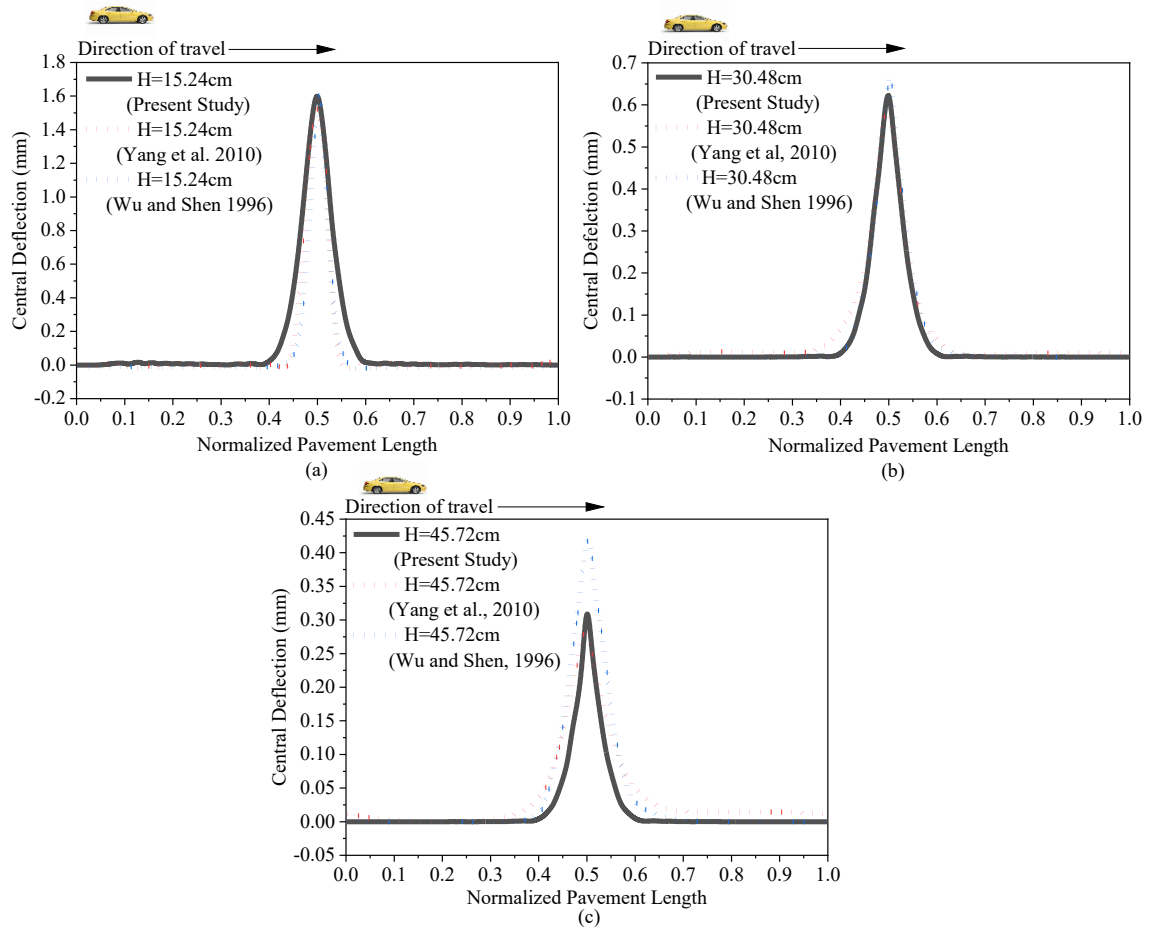 Direction of travel
1.8
1.6
1.4
1.2
1.0
0.8
0.6
0.4
0.2
0.0
-0.2
Central Deflection (mm)
H=15.24cm
(Present Study)
H=15.24cm
(Yang et al. 2010)
H=15.24cm
(Wu and Shen 1996)
0.0 0.1 0.2 0.3 0.4 0.5 0.6 0.7 0.8 0.9 1.0
Normalized Pavement Length
(a)
Direction of travel
0.7
0.6
0.5
0.4
0.3
0.2
0.1
0.0
-0.1
Central Defelction (mm)
H=30.48cm
(Present Study)
H=30.48cm
(Yang et al, 2010)
H=30.48cm
(Wu and Shen 1996)
0.0 0.1 0.2 0.3 0.4 0.5 0.6 0.7 0.8 0.9 1.0
Normalized Pavement Length
(b)
Direction of travel
0.45
0.40
0.35
0.30
0.25
0.20
0.15
0.10
0.05
0.00
-0.05
Central Deflection (mm)
H=45.72cm
(Present Study)
H=45.72cm
(Yang et al., 2010)
H=45.72cm
(Wu and Shen, 1996)
0.0 0.1 0.2 0.3 0.4 0.5 0.6 0.7 0.8 0.9 1.0
Normalized Pavement Length
(c)